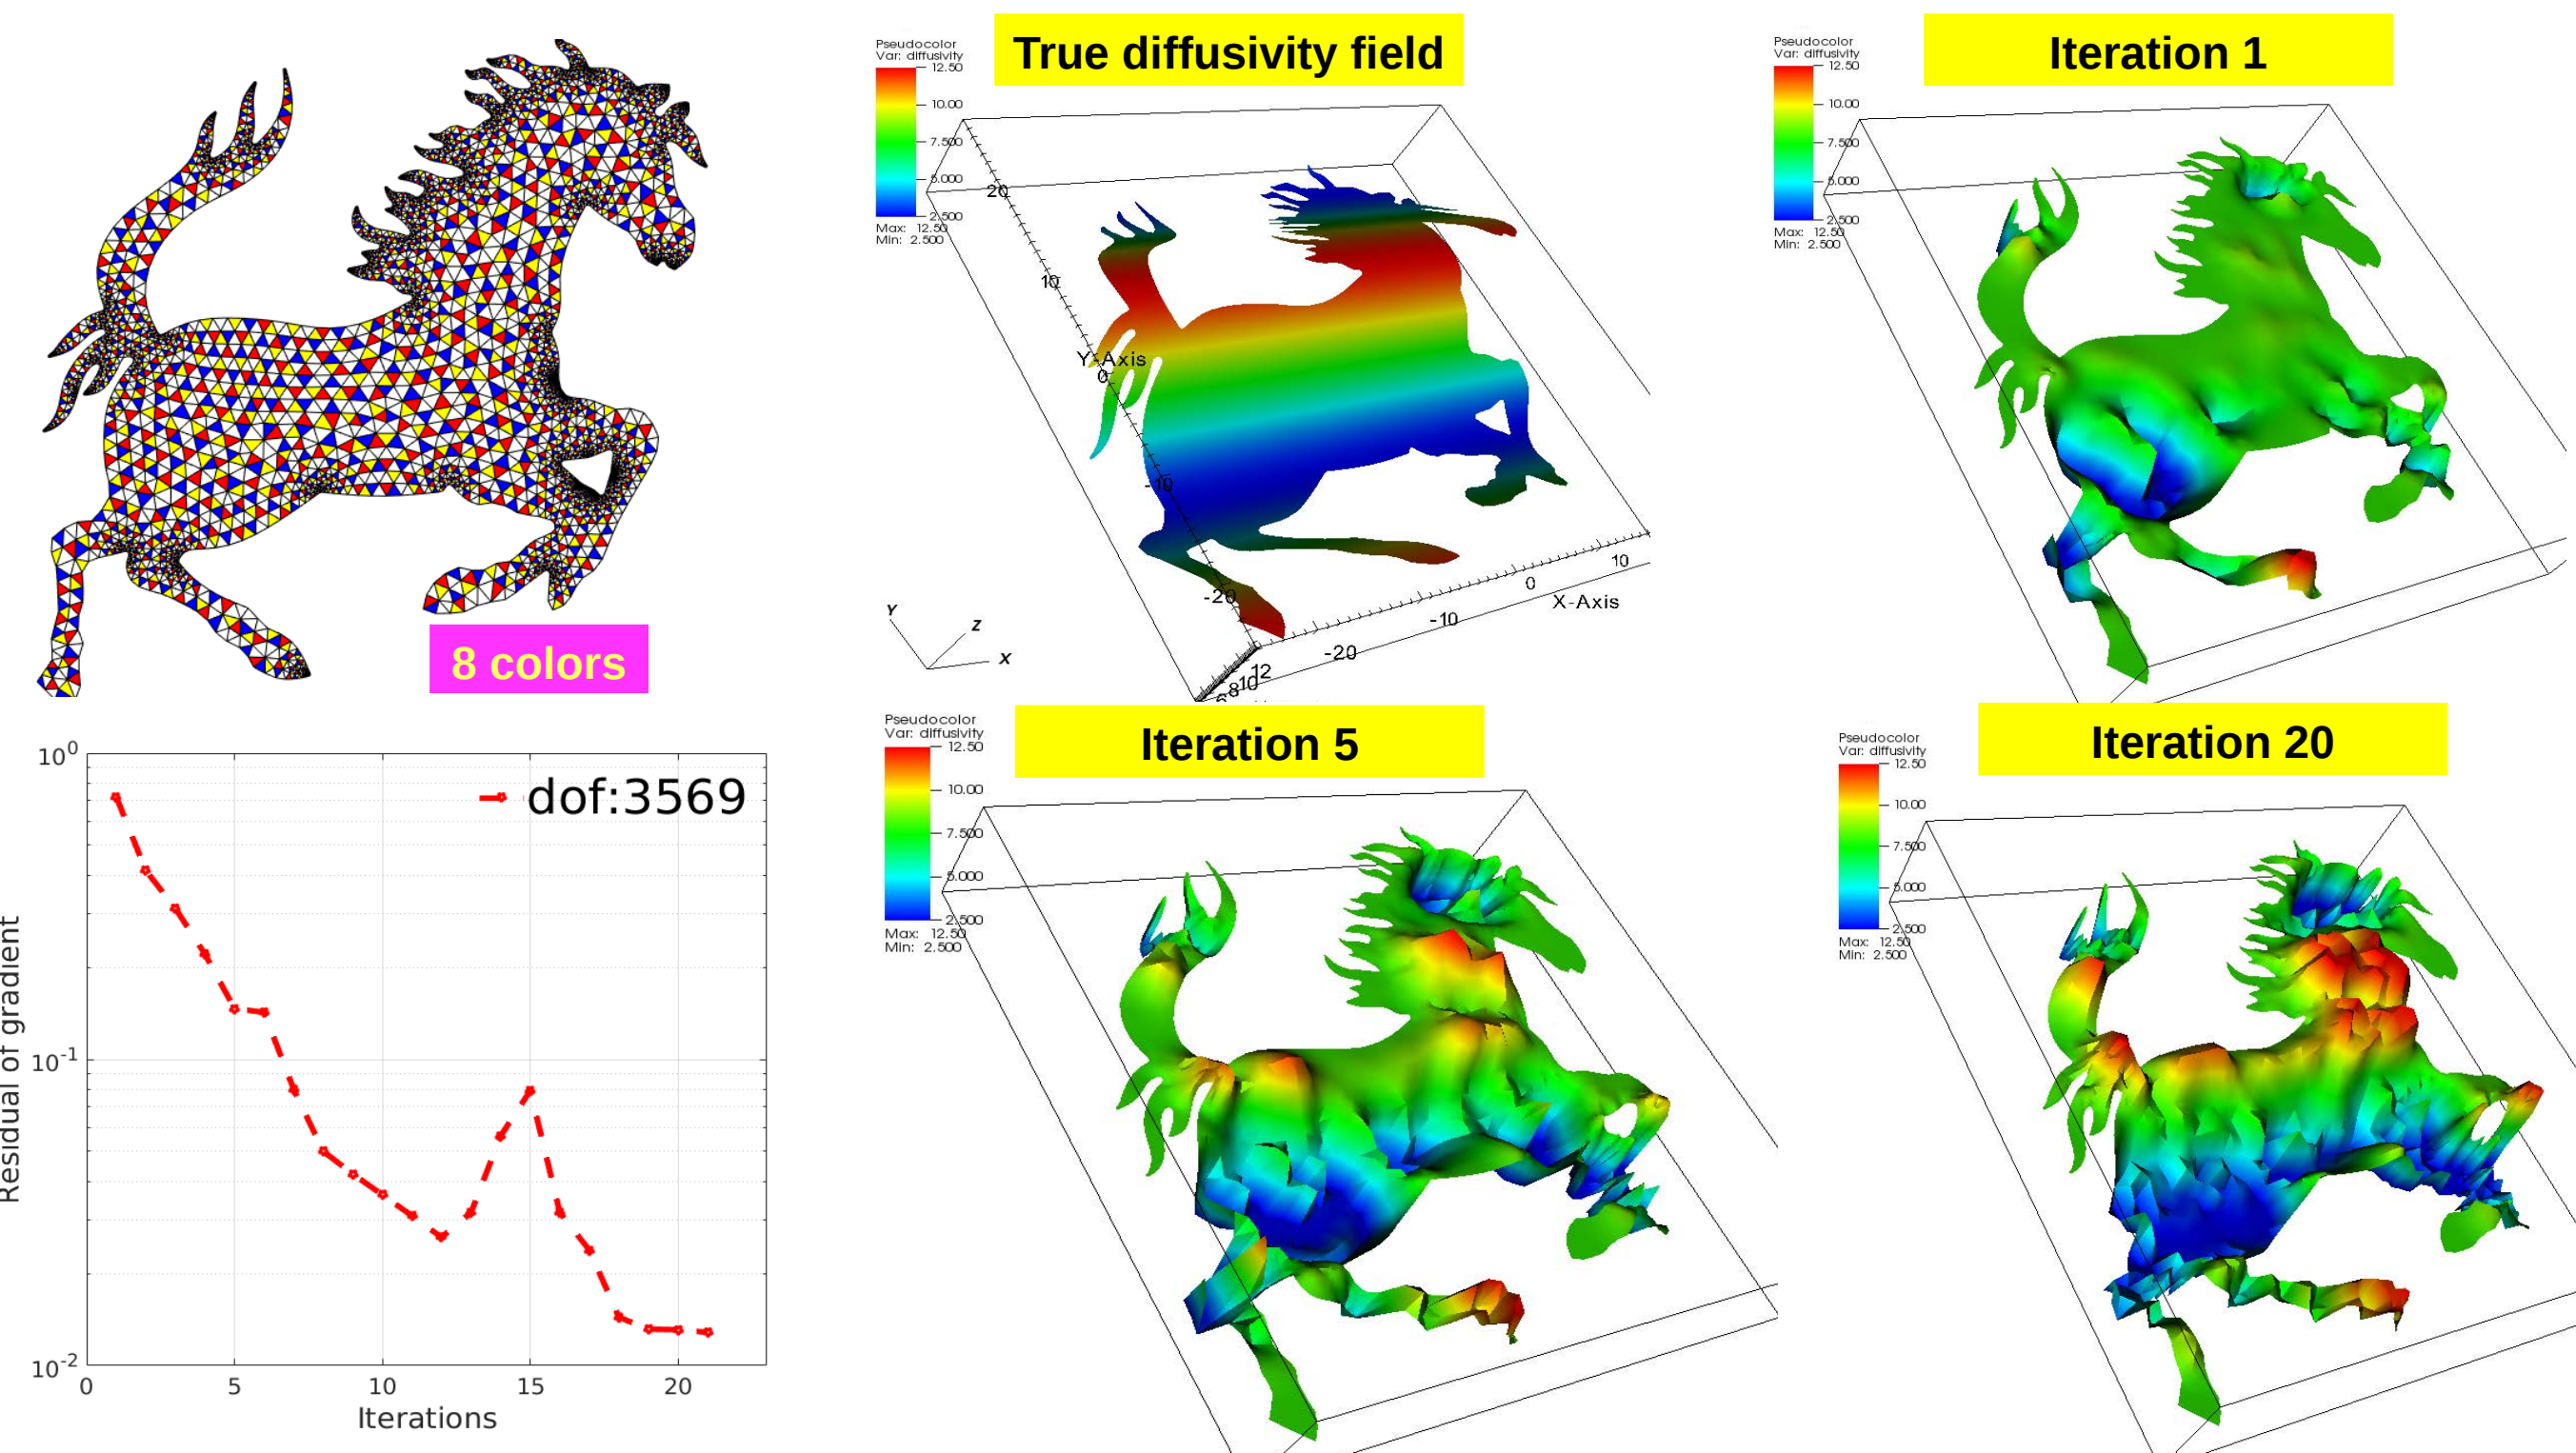 8 colors
True diffusivity field
Pseudocolor
Var: diffusivity
12.50
10.00
7.500
5.000
2.500
Max: 12.50
Min: 2.500
20
10
Y-Axis
0
-10
-20
-20
-10
0
10
X-Axis
12
10
8
6
Y
Z
X
Iteration 1
Pseudocolor
Var: diffusivity
12.50
10.00
7.500
5.000
2.500
Max: 12.50
Min: 2.500
10⁰
10⁻¹
10⁻²
Residual of gradient
dof:3569
0
5
10
15
20
Iterations
Iteration 5
Pseudocolor
Var: diffusivity
12.50
10.00
7.500
5.000
2.500
Max: 12.50
Min: 2.500
Iteration 20
Pseudocolor
Var: diffusivity
12.50
10.00
7.500
5.000
2.500
Max: 12.50
Min: 2.500